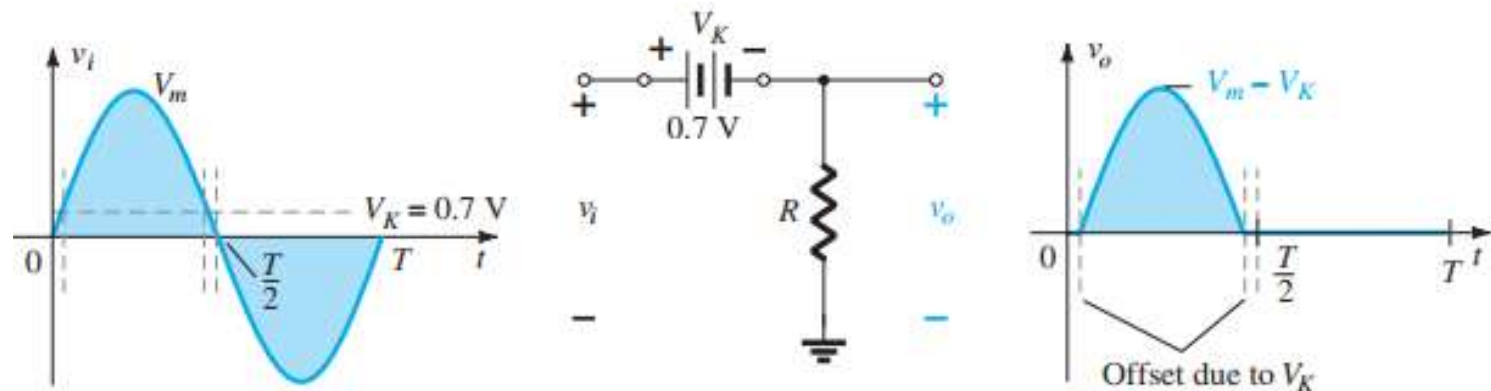 v_i
V_m
V_K = 0.7 V
0
T/2
T
t
V_K
+ −
0.7 V
+ +
v_i
R
v_o
− −
v_o
V_m − V_K
0
T/2
T
t
Offset due to V_K